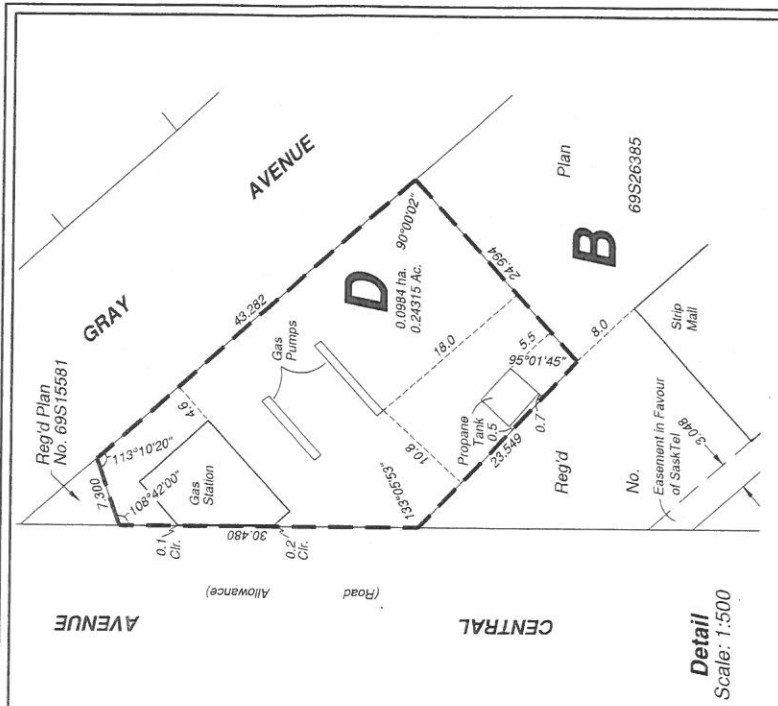 Reg'd Plan
No. 69S15581
GRAY
AVENUE
43.282
7.300
113°10'20"
108°42'00"
4.6
Gas
Station
Gas
Pumps
0.1
Clr.
30.480
0.2
Clr.
D
0.0984 ha.
0.24315 Ac.
90°00'02"
24.994
18.0
10.8
133°05'53"
5.5
95°01'45"
Propane
Tank
0.5
0.7
23.549
8.0
B
Plan
69S26385
Reg'd
No.
Strip
Mall
Easement in Favour
of SaskTel
3.048
AVENUE
(Road
Allowance)
CENTRAL
Detail
Scale: 1:500